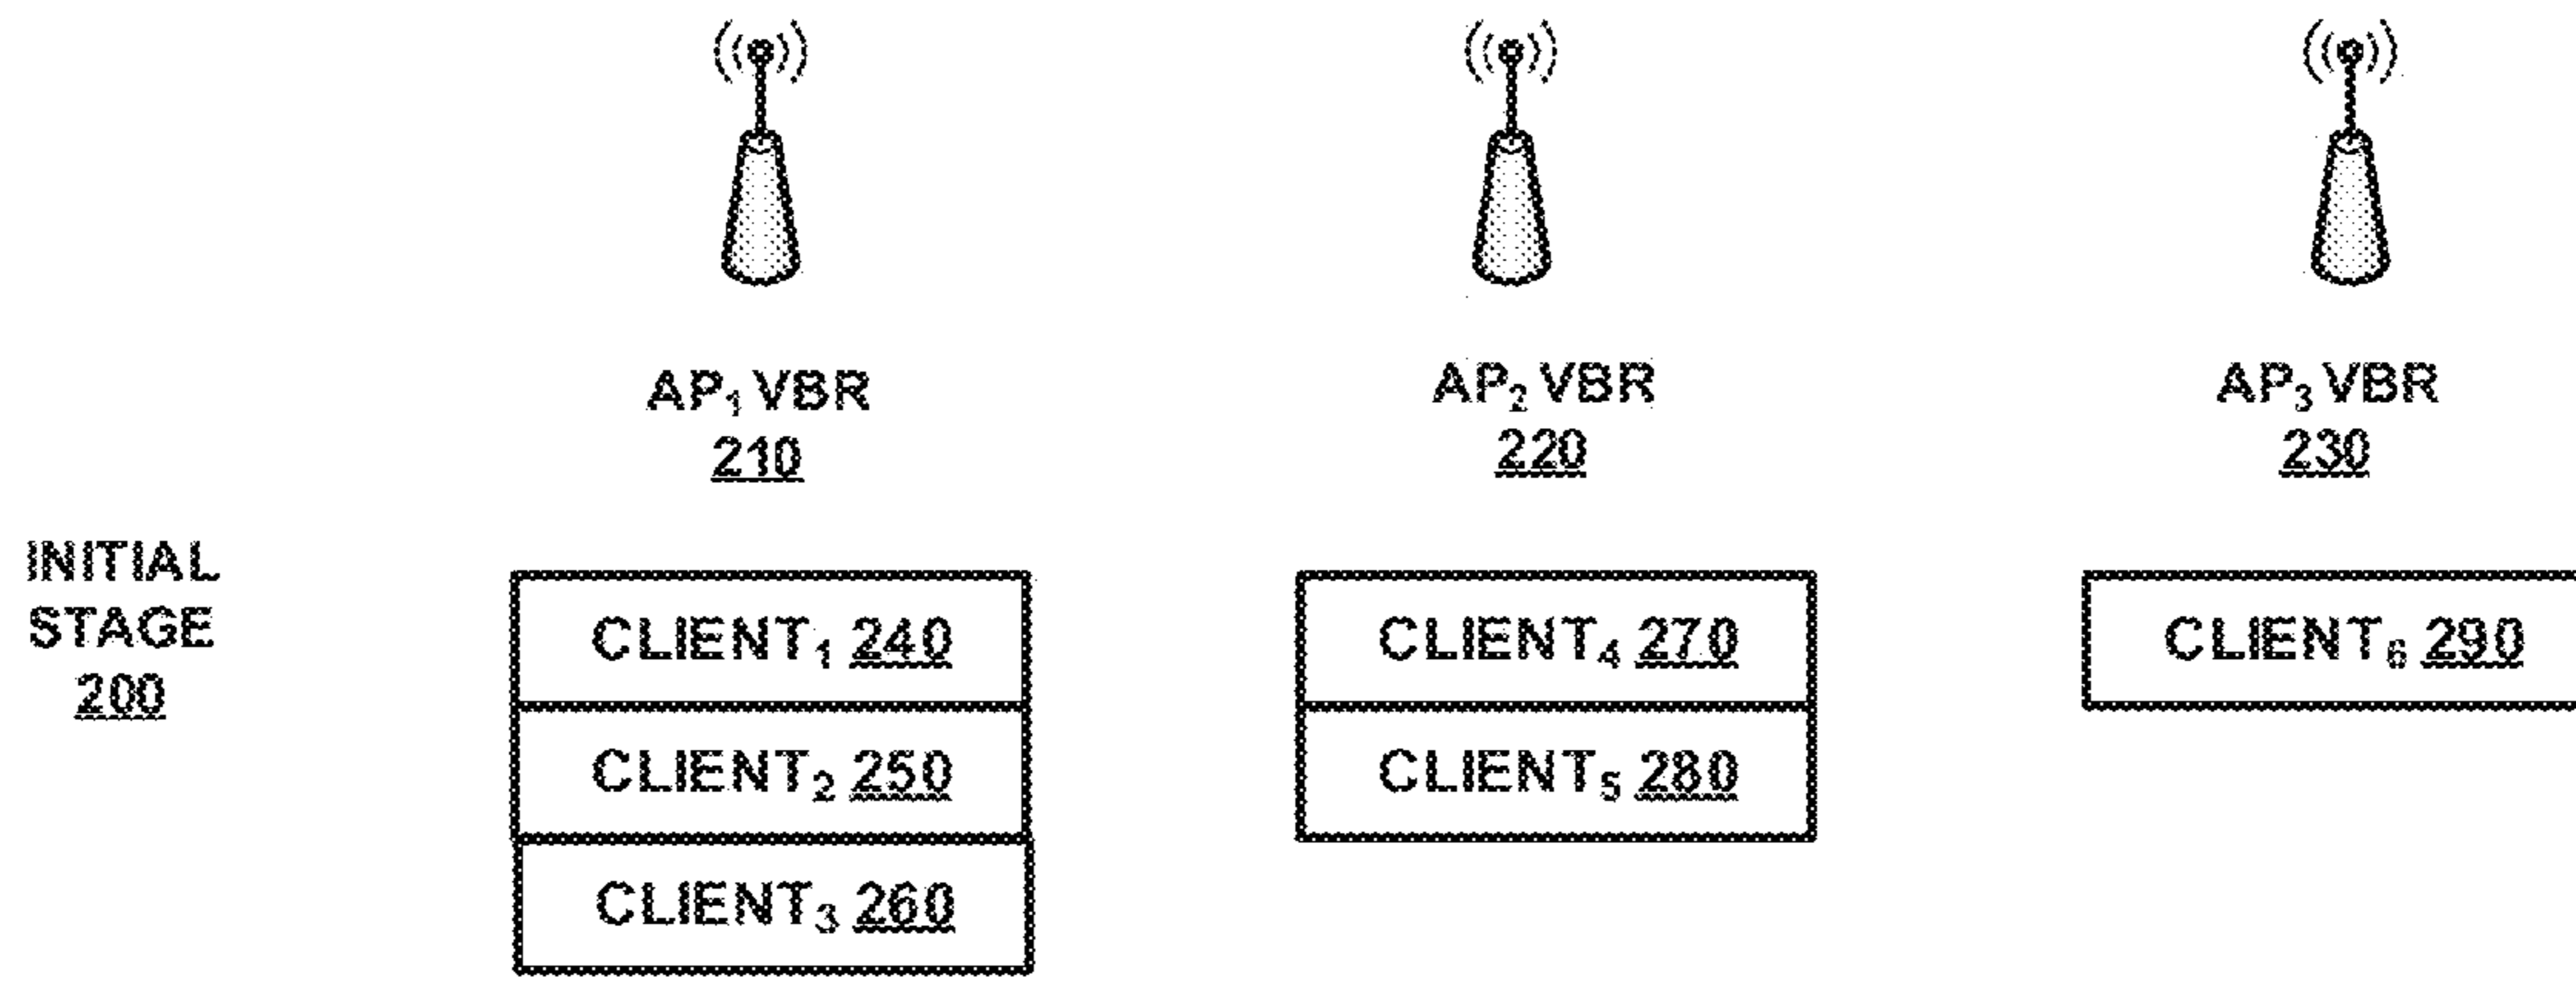 AP₁ VBR
210
AP₂ VBR
220
AP₃ VBR
230
INITIAL
STAGE
200
CLIENT₁ 240
CLIENT₂ 250
CLIENT₃ 260
CLIENT₄ 270
CLIENT₅ 280
CLIENT₆ 290